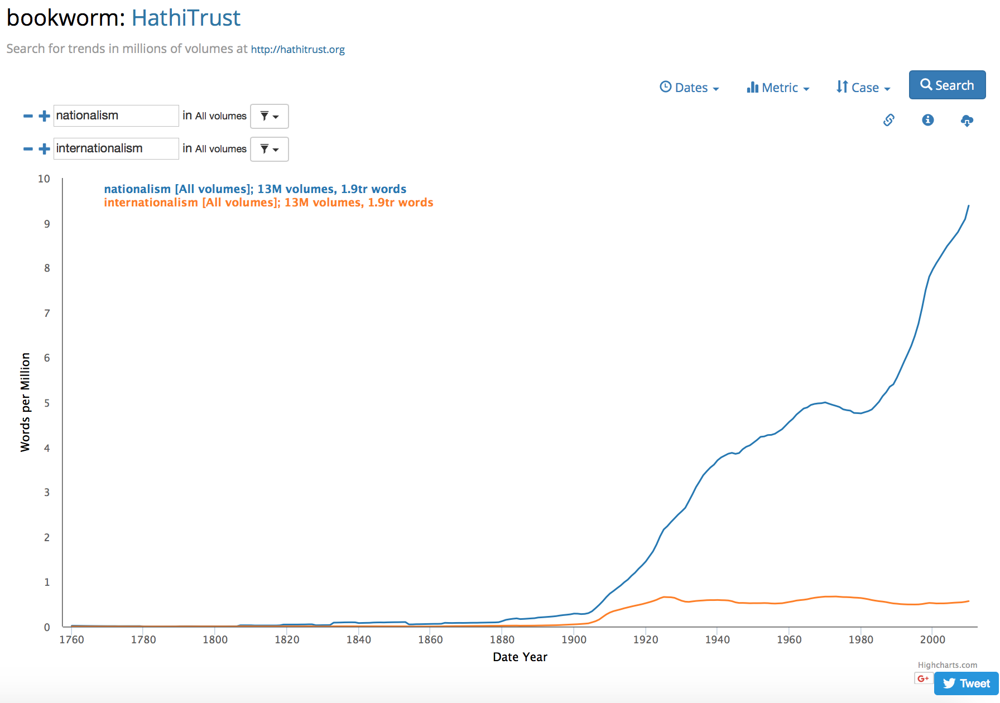 bookworm: HathiTrust
Search for trends in millions of volumes at http://hathitrust.org
Dates Metric Case Search
nationalism in All volumes
internationalism in All volumes
nationalism [All volumes]; 13M volumes, 1.9tr words
internationalism [All volumes]; 13M volumes, 1.9tr words
10
9
8
7
6
5
4
3
2
1
0
Words per Million
1760 1780 1800 1820 1840 1860 1880 1900 1920 1940 1960 1980 2000
Date Year
Highcharts.com
G+ Tweet